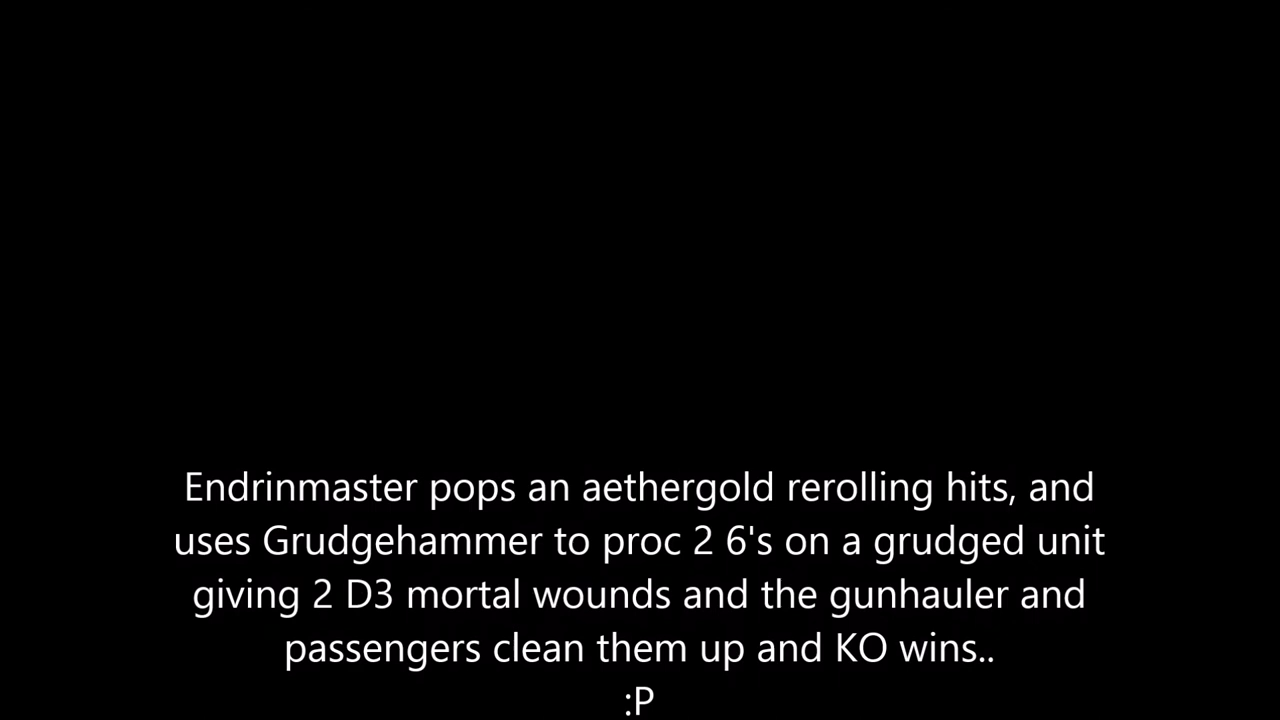 Endrinmaster pops an aethergold rerolling hits, and
uses Grudgehammer to proc 2 6's on a grudged unit
giving 2 D3 mortal wounds and the gunhauler and
passengers clean them up and KO wins..
:P